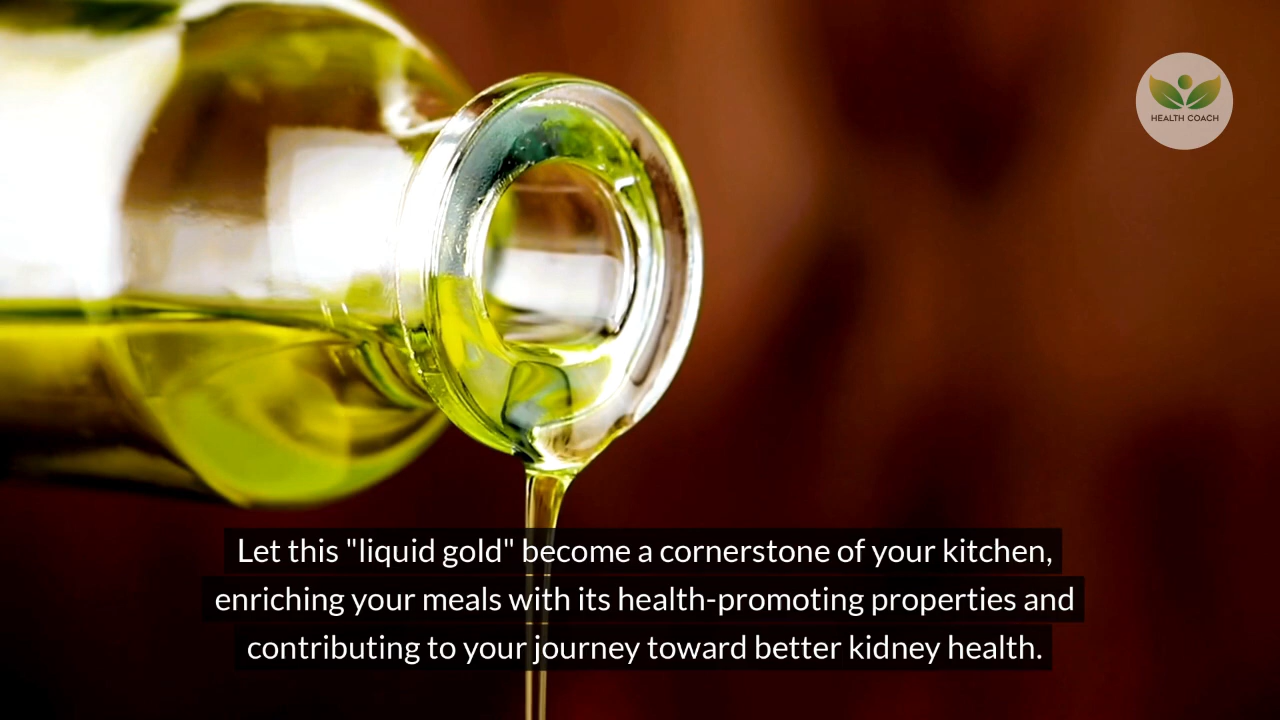 HEALTH COACH
Let this "liquid gold" become a cornerstone of your kitchen,
enriching your meals with its health-promoting properties and
contributing to your journey toward better kidney health.